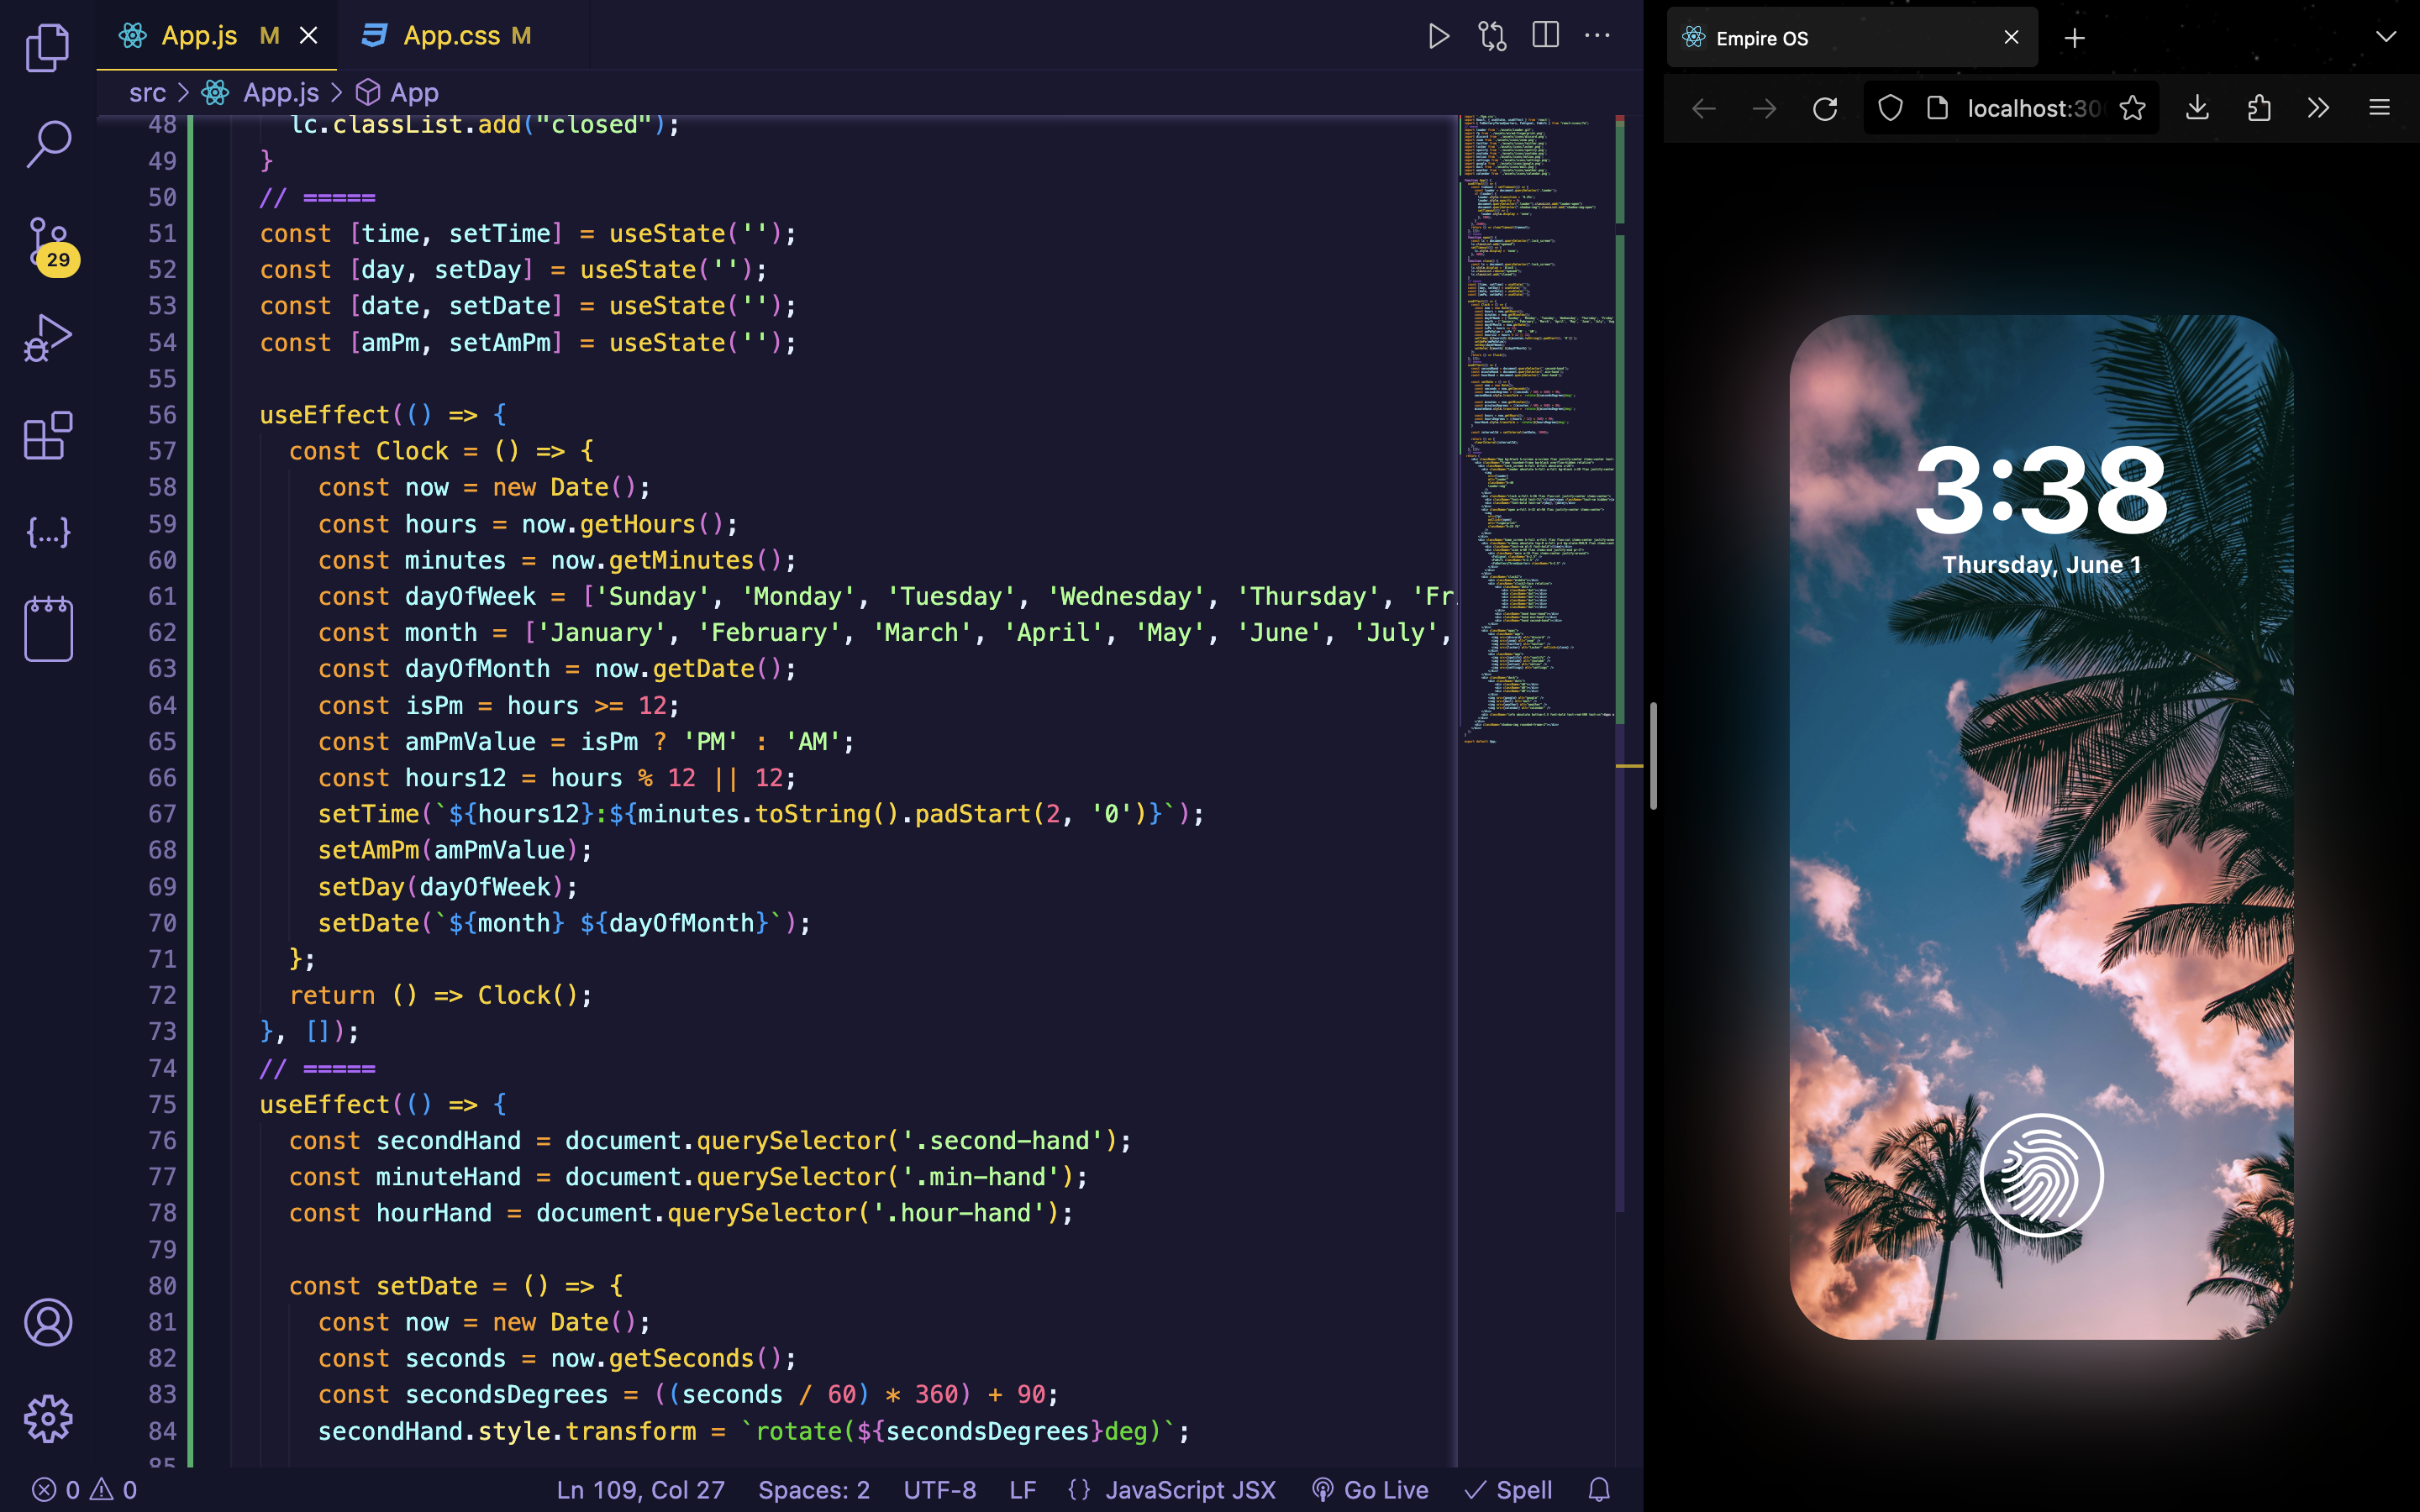 App.js M
App.css M
src > App.js > App
48 lc.classList.add("closed");
49 }
50 // =====
51 const [time, setTime] = useState('');
52 const [day, setDay] = useState('');
53 const [date, setDate] = useState('');
54 const [amPm, setAmPm] = useState('');
55
56 useEffect(() => {
57 const Clock = () => {
58 const now = new Date();
59 const hours = now.getHours();
60 const minutes = now.getMinutes();
61 const dayOfWeek = ['Sunday', 'Monday', 'Tuesday', 'Wednesday', 'Thursday', 'Fr
62 const month = ['January', 'February', 'March', 'April', 'May', 'June', 'July',
63 const dayOfMonth = now.getDate();
64 const isPm = hours >= 12;
65 const amPmValue = isPm ? 'PM' : 'AM';
66 const hours12 = hours % 12 || 12;
67 setTime(`${hours12}:${minutes.toString().padStart(2, '0')}`);
68 setAmPm(amPmValue);
69 setDay(dayOfWeek);
70 setDate(`${month} ${dayOfMonth}`);
71 };
72 return () => Clock();
73 }, []);
74 // =====
75 useEffect(() => {
76 const secondHand = document.querySelector('.second-hand');
77 const minuteHand = document.querySelector('.min-hand');
78 const hourHand = document.querySelector('.hour-hand');
79
80 const setDate = () => {
81 const now = new Date();
82 const seconds = now.getSeconds();
83 const secondsDegrees = ((seconds / 60) * 360) + 90;
84 secondHand.style.transform = `rotate(${secondsDegrees}deg)`;
85
29
{...}
0 0
Ln 109, Col 27 Spaces: 2 UTF-8 LF {} JavaScript JSX Go Live Spell
Empire OS
localhost:300
3:38
Thursday, June 1